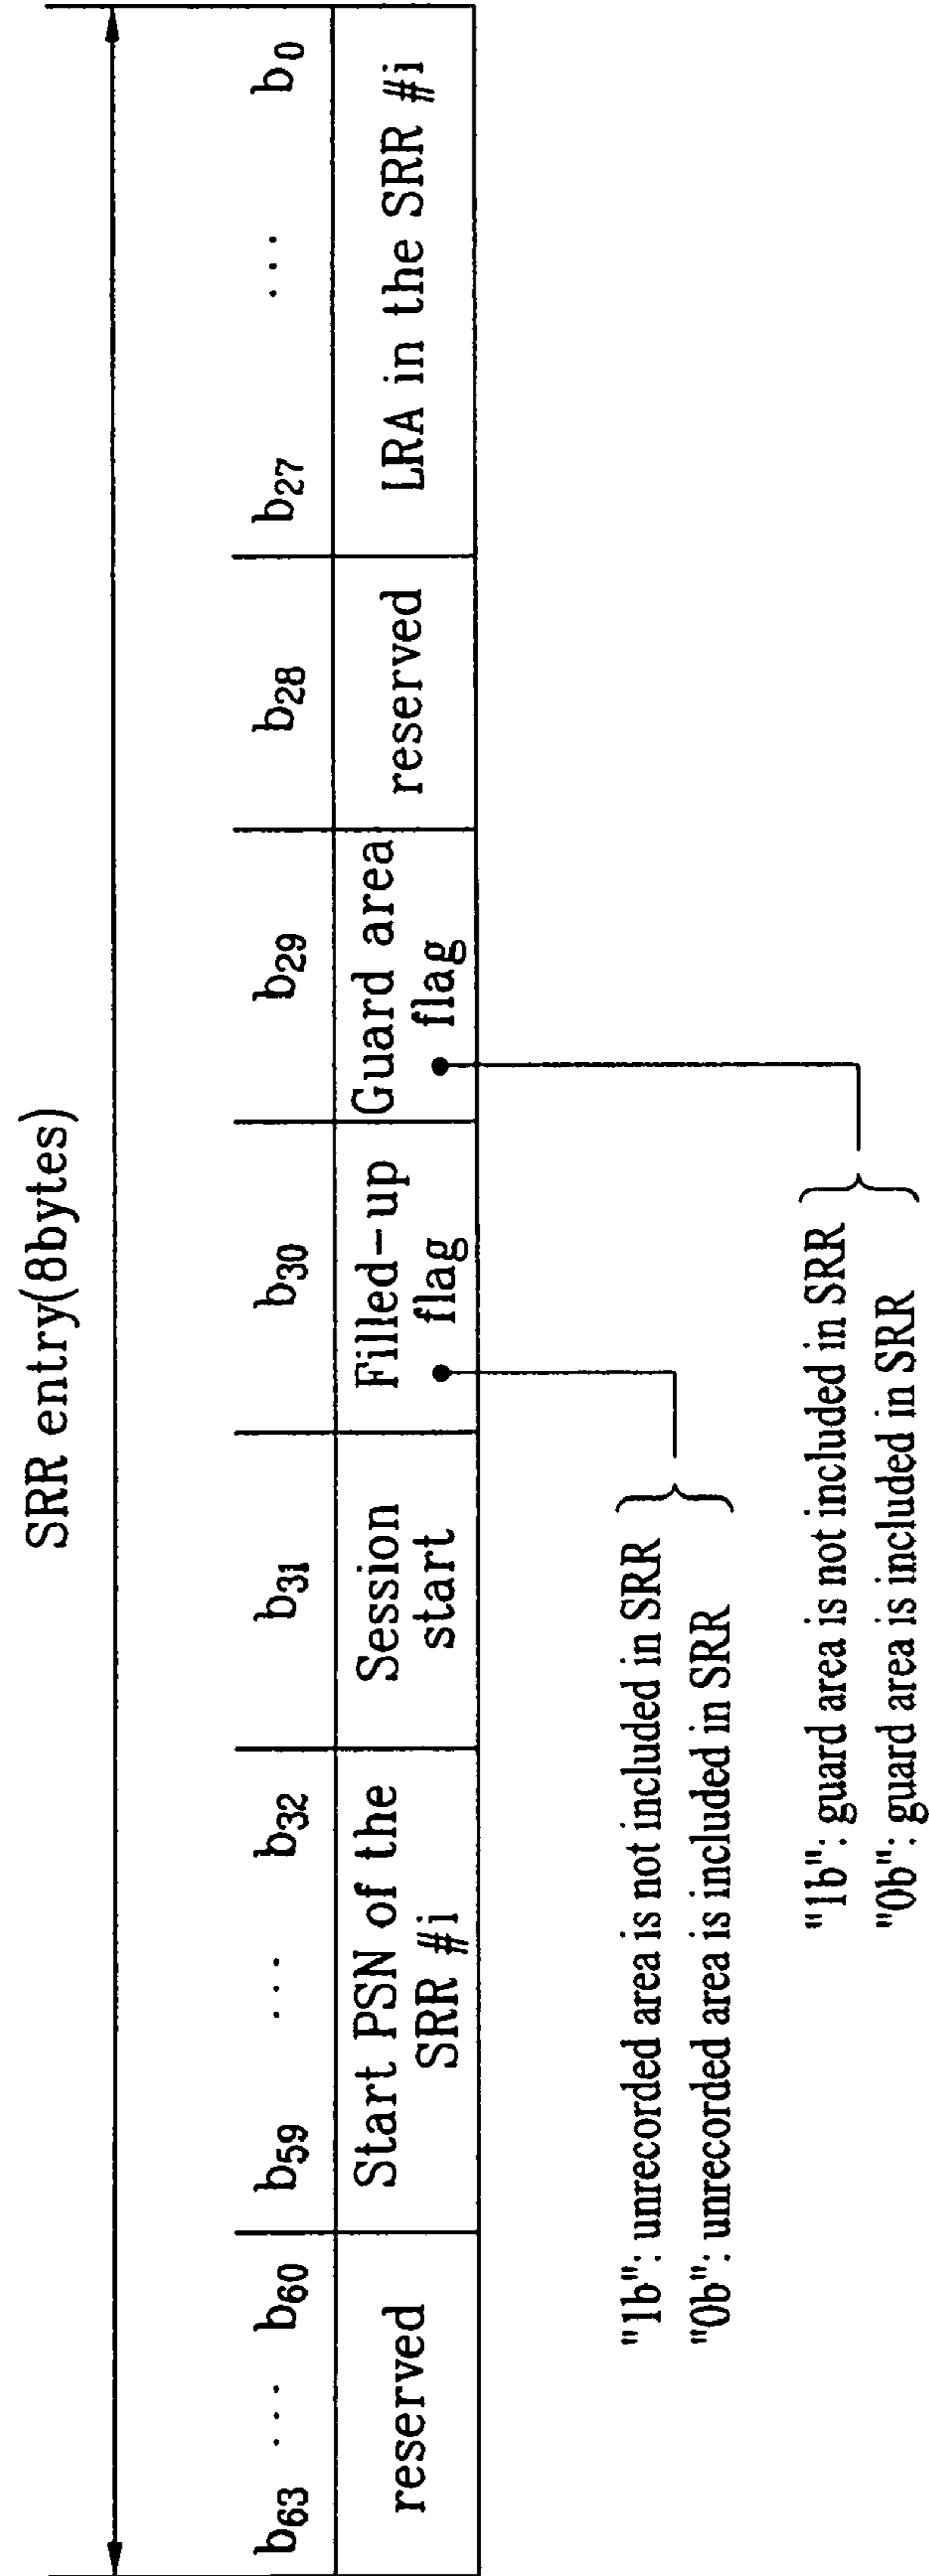 SRR entry(8bytes)
b63 ... b60 b59 ... b32 b31 b30 b29 b28 b27 ... b0
reserved
Start PSN of the
SRR #i
Session
start
Filled-up
flag
Guard area
flag
reserved
LRA in the SRR #i
"1b": unrecorded area is not included in SRR
"0b": unrecorded area is included in SRR
"1b": guard area is not included in SRR
"0b": guard area is included in SRR